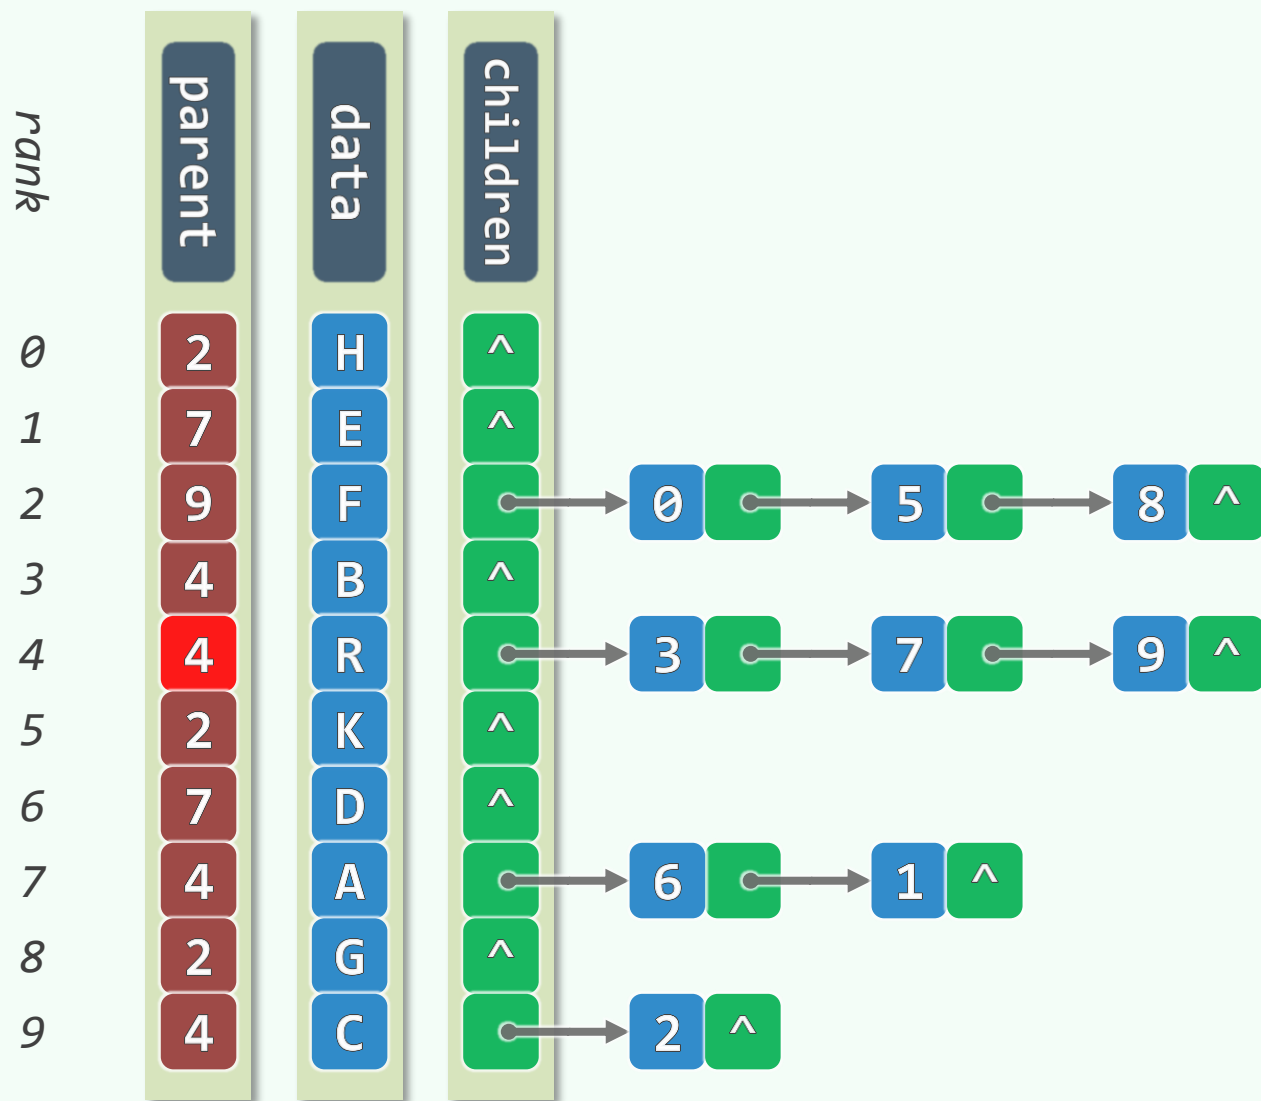 rank parent data children
0 2 H ^
1 7 E ^
2 9 F 0 5 8 ^
3 4 B ^
4 4 R 3 7 9 ^
5 2 K ^
6 7 D ^
7 4 A 6 1 ^
8 2 G ^
9 4 C 2 ^